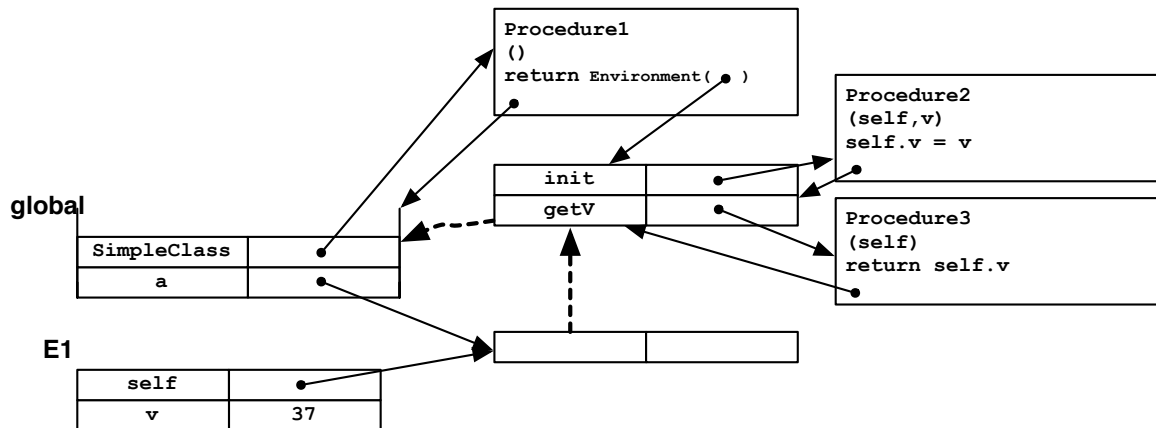 Procedure1
()
return Environment( )
Procedure2
(self,v)
self.v = v
init
getV
global
SimpleClass
a
Procedure3
(self)
return self.v
E1
self
v 37